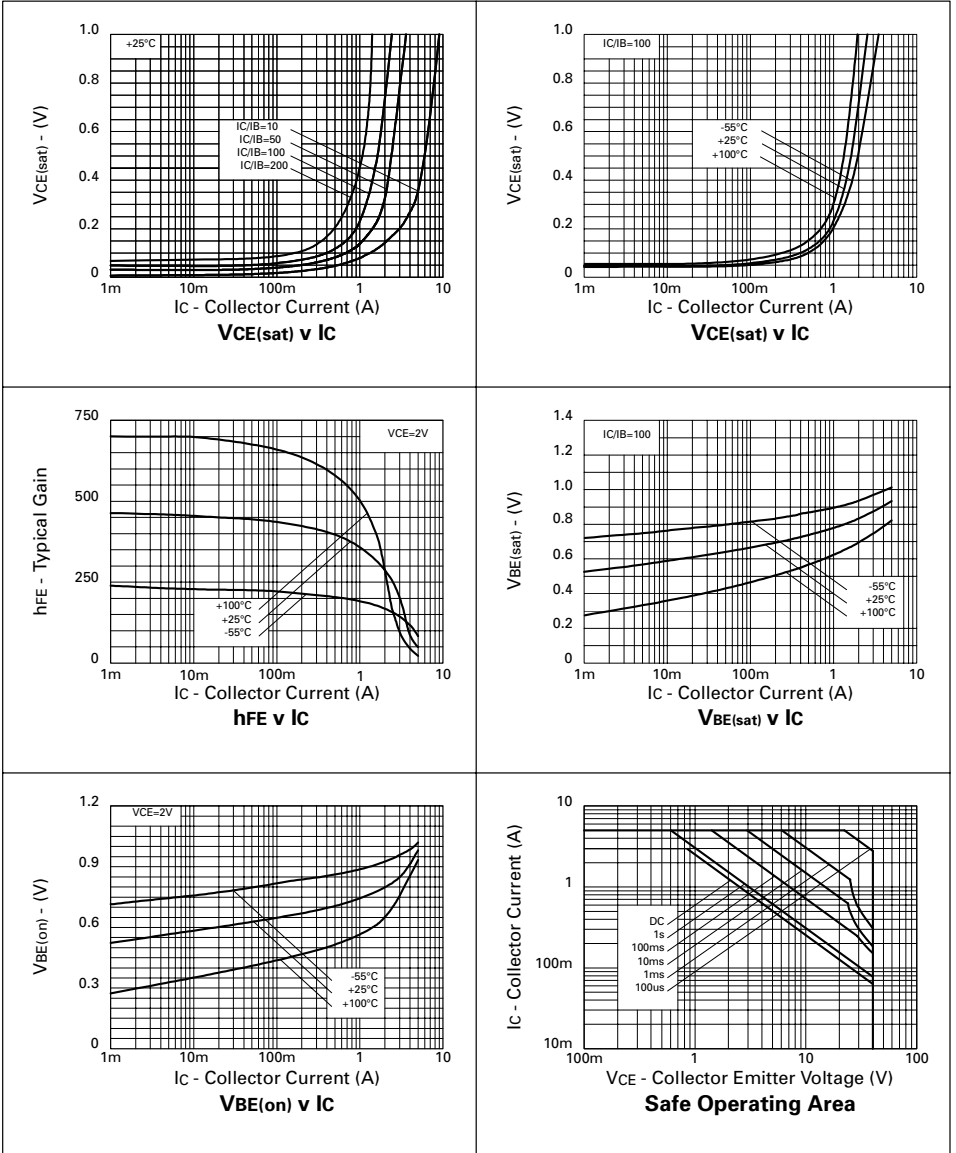 1.0
0.8
0.6
0.4
0.2
0
VCE(sat) - (V)
+25°C
IC/IB=10
IC/IB=50
IC/IB=100
IC/IB=200
1m 10m 100m 1 10
IC - Collector Current (A)
VCE(sat) v IC
1.0
0.8
0.6
0.4
0.2
0
VCE(sat) - (V)
IC/IB=100
-55°C
+25°C
+100°C
1m 10m 100m 1 10
IC - Collector Current (A)
VCE(sat) v IC
750
500
250
0
hFE - Typical Gain
VCE=2V
+100°C
+25°C
-55°C
1m 10m 100m 1 10
IC - Collector Current (A)
hFE v IC
1.4
1.2
1.0
0.8
0.6
0.4
0.2
0
VBE(sat) - (V)
IC/IB=100
-55°C
+25°C
+100°C
1m 10m 100m 1 10
IC - Collector Current (A)
VBE(sat) v IC
1.2
0.9
0.6
0.3
0
VBE(on) - (V)
VCE=2V
-55°C
+25°C
+100°C
1m 10m 100m 1 10
IC - Collector Current (A)
VBE(on) v IC
10
1
100m
10m
IC - Collector Current (A)
DC
1s
100ms
10ms
1ms
100us
100m 1 10 100
VCE - Collector Emitter Voltage (V)
Safe Operating Area